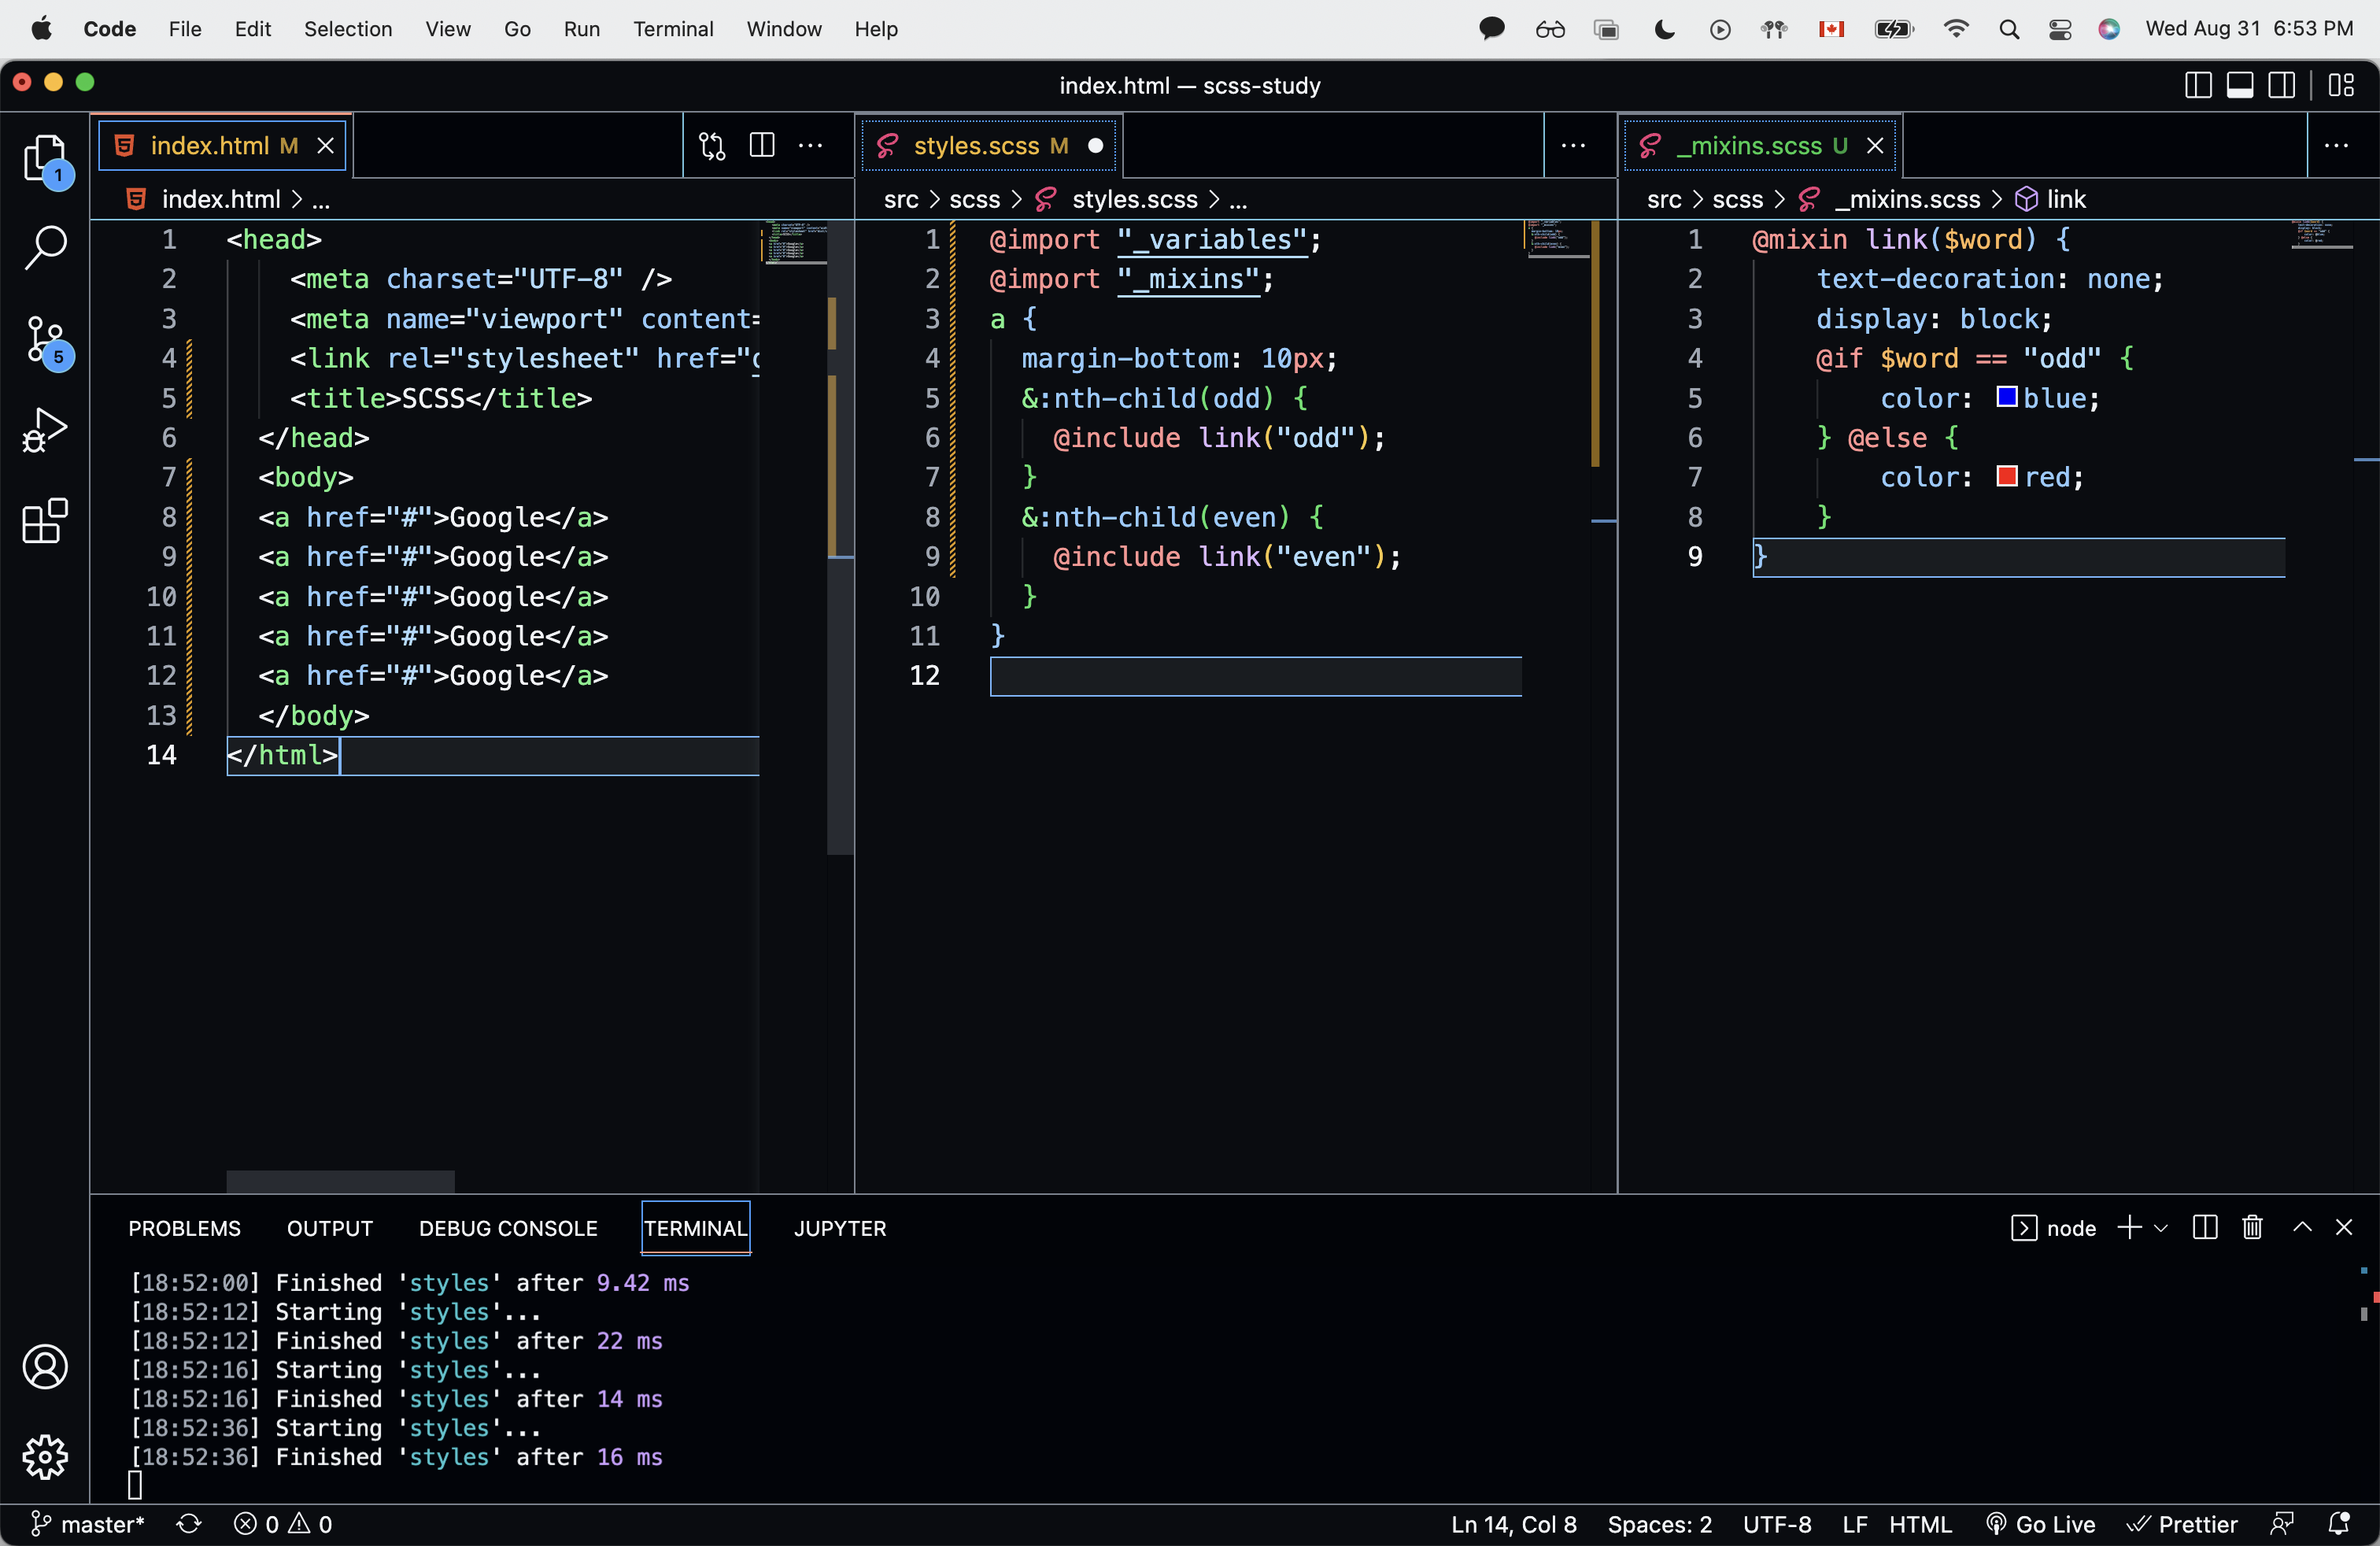 Code File Edit Selection View Go Run Terminal Window Help Wed Aug 31 6:53 PM
index.html — scss-study
index.html M
index.html > ...
1 <head>
2 <meta charset="UTF-8" />
3 <meta name="viewport" content=
4 <link rel="stylesheet" href="
5 <title>SCSS</title>
6 </head>
7 <body>
8 <a href="#">Google</a>
9 <a href="#">Google</a>
10 <a href="#">Google</a>
11 <a href="#">Google</a>
12 <a href="#">Google</a>
13 </body>
14 </html>
styles.scss M
src > scss > styles.scss > ...
1 @import "_variables";
2 @import "_mixins";
3 a {
4 margin-bottom: 10px;
5 &:nth-child(odd) {
6 @include link("odd");
7 }
8 &:nth-child(even) {
9 @include link("even");
10 }
11 }
12
_mixins.scss U
src > scss > _mixins.scss > link
1 @mixin link($word) {
2 text-decoration: none;
3 display: block;
4 @if $word == "odd" {
5 color: blue;
6 } @else {
7 color: red;
8 }
9 }
1
5
PROBLEMS OUTPUT DEBUG CONSOLE TERMINAL JUPYTER node
[18:52:00] Finished 'styles' after 9.42 ms
[18:52:12] Starting 'styles'...
[18:52:12] Finished 'styles' after 22 ms
[18:52:16] Starting 'styles'...
[18:52:16] Finished 'styles' after 14 ms
[18:52:36] Starting 'styles'...
[18:52:36] Finished 'styles' after 16 ms
master* 0 0 Ln 14, Col 8 Spaces: 2 UTF-8 LF HTML Go Live Prettier